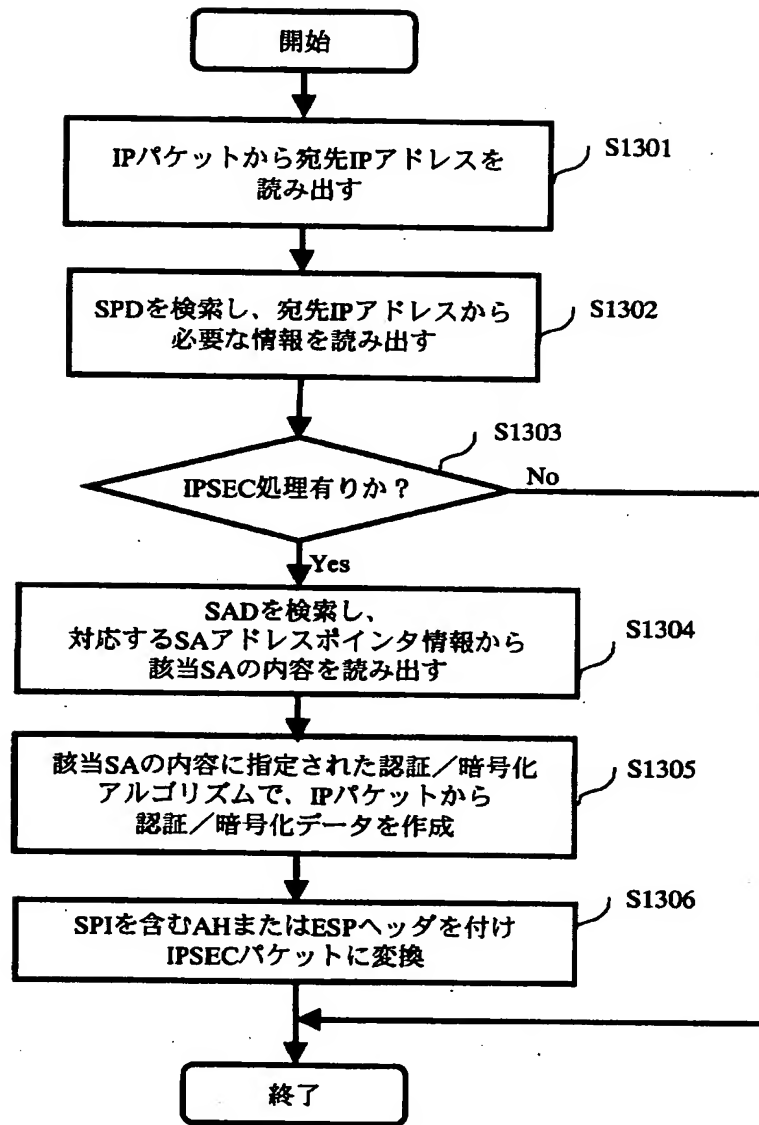 開始
IPパケットから宛先IPアドレスを
読み出す
S1301
SPDを検索し、宛先IPアドレスから
必要な情報を読み出す
S1302
S1303
IPSEC処理有りか？
No
Yes
SADを検索し、
対応するSAアドレスポインタ情報から
該当SAの内容を読み出す
S1304
該当SAの内容に指定された認証／暗号化
アルゴリズムで、IPパケットから
認証／暗号化データを作成
S1305
SPIを含むAHまたはESPヘッダを付け
IPSECパケットに変換
S1306
終了